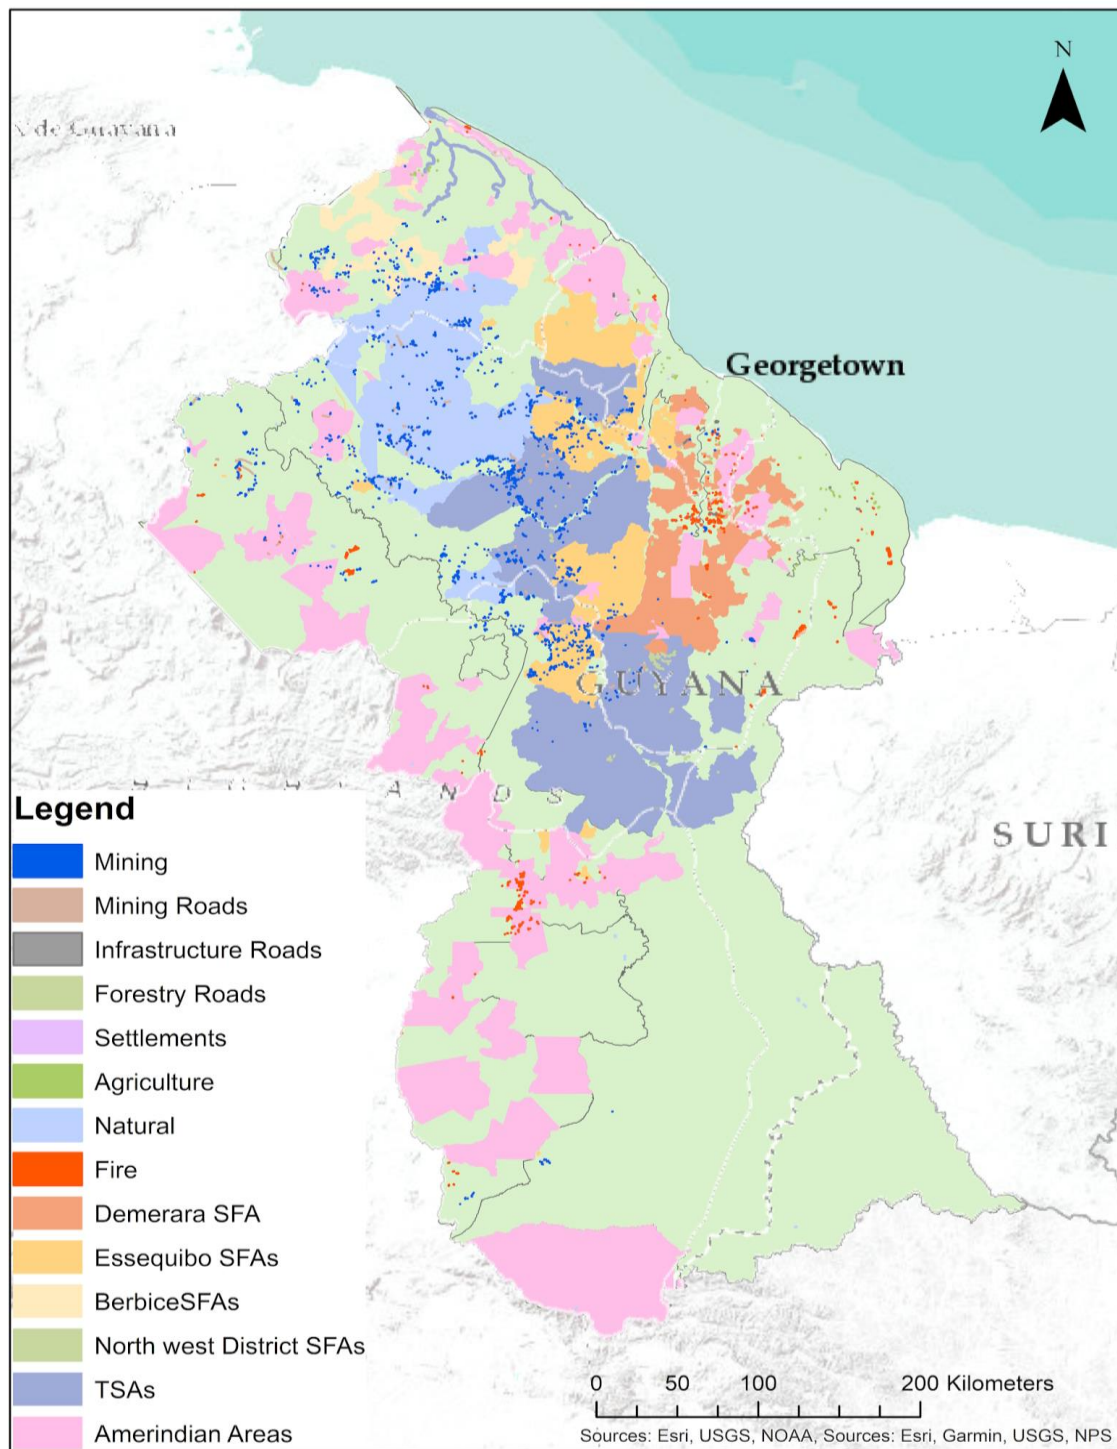 N
de Guayana
Georgetown
GUYANA
SURI
A N D S
Legend
Mining
Mining Roads
Infrastructure Roads
Forestry Roads
Settlements
Agriculture
Natural
Fire
Demerara SFA
Essequibo SFAs
BerbiceSFAs
North west District SFAs
TSAs
Amerindian Areas
0 50 100 200 Kilometers
Sources: Esri, USGS, NOAA, Sources: Esri, Garmin, USGS, NPS